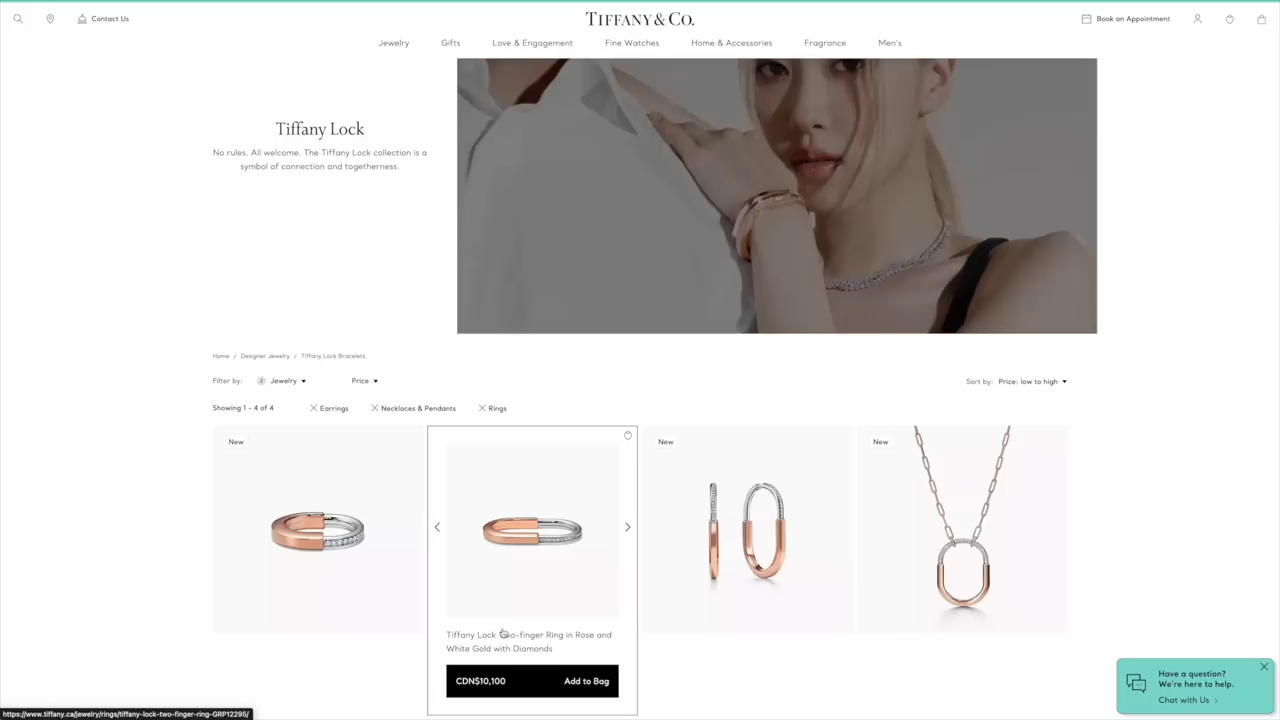 Contact Us
TIFFANY & CO.
Book an Appointment
Jewelry
Gifts
Love & Engagement
Fine Watches
Home & Accessories
Fragrance
Men's
Tiffany Lock
No rules. All welcome. The Tiffany Lock collection is a
symbol of connection and togetherness.
Home / Designer Jewelry / Tiffany Lock Bracelets
Filter by:
Jewelry
Price
Sort by: Price: low to high
Showing 1 - 4 of 4
Earrings
Necklaces & Pendants
Rings
New
New
New
Tiffany Lock Two-finger Ring in Rose and
White Gold with Diamonds
CDN$10,100
Add to Bag
Have a question?
We're here to help.
Chat with Us
https://www.tiffany.ca/jewelry/rings/tiffany-lock-two-finger-ring-GRP12295/